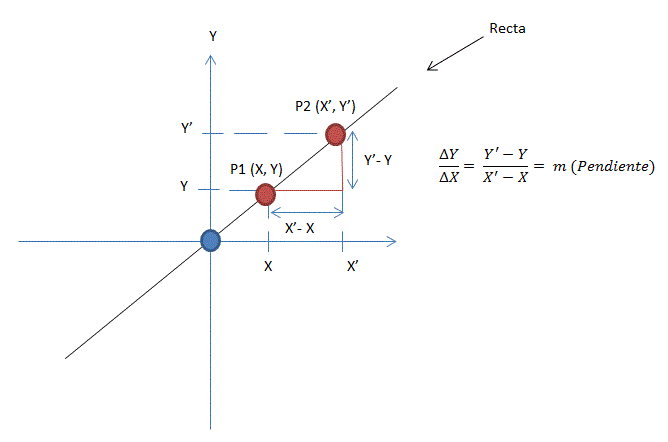 Recta
Y
P2 (X’, Y’)
Y’
Y’- Y
P1 (X, Y)
Y
X’- X
X
X’
ΔY/ΔX = Y′ − Y/X′ − X = m (Pendiente)